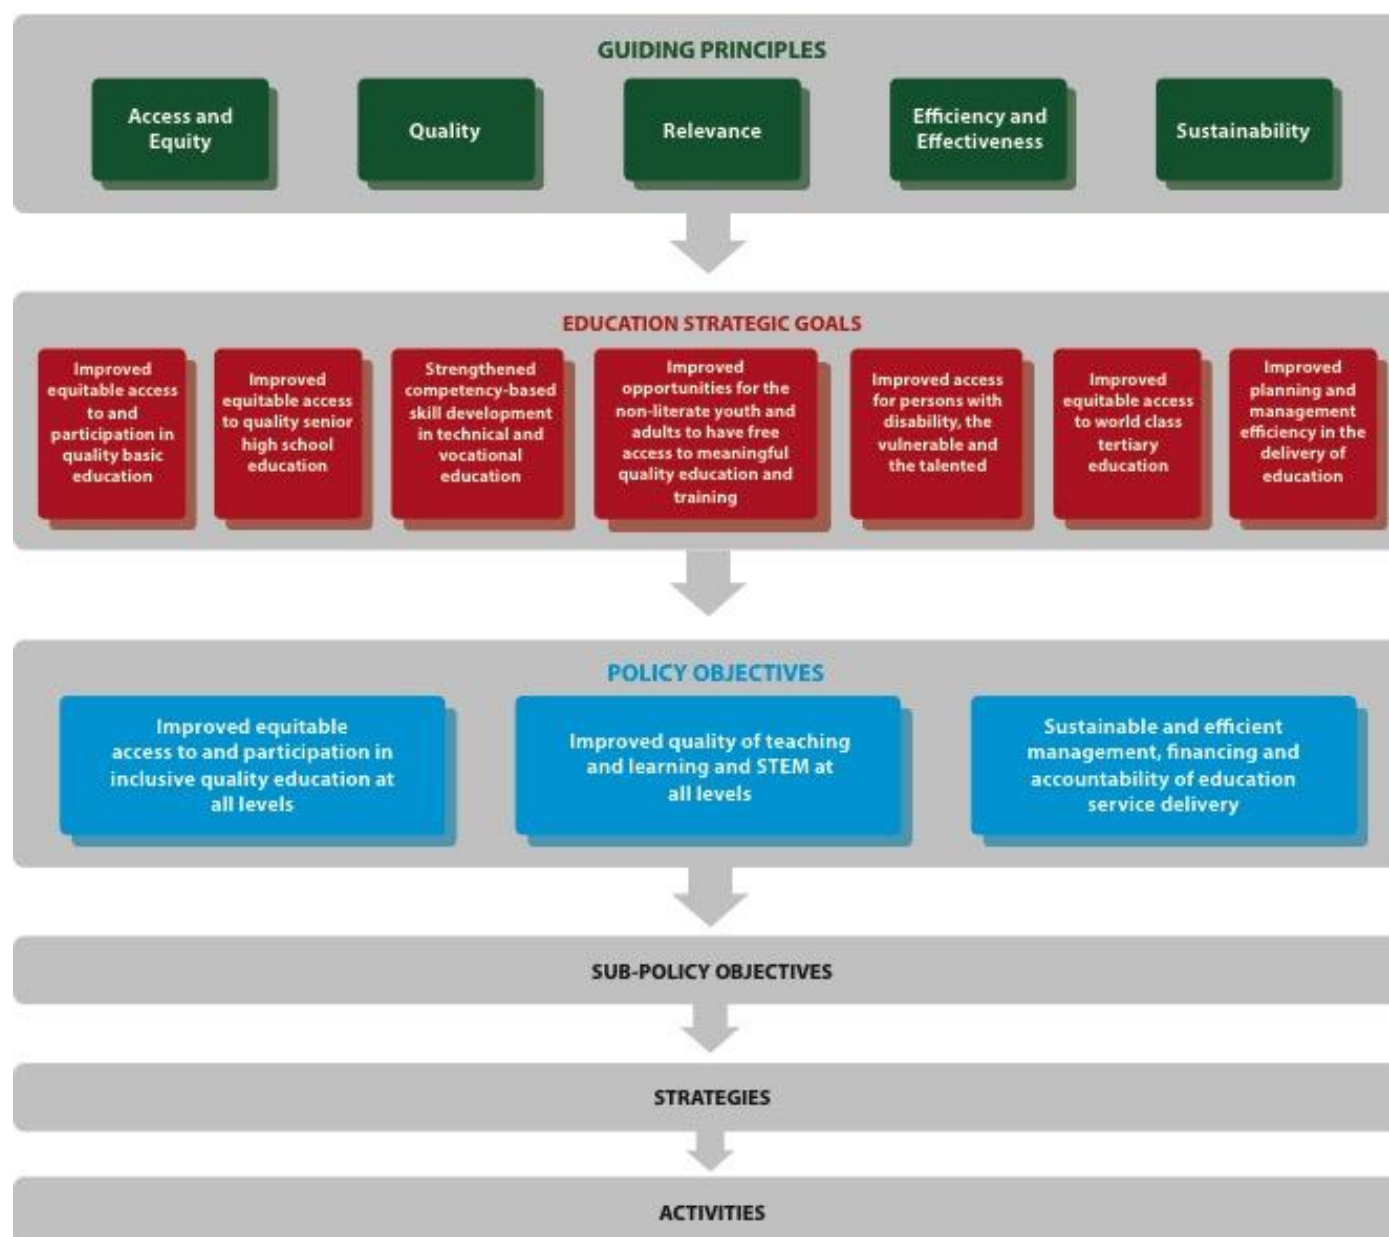 GUIDING PRINCIPLES
Access and
Equity
Quality
Relevance
Efficiency and
Effectiveness
Sustainability
EDUCATION STRATEGIC GOALS
Improved
equitable access
to and
participation in
quality basic
education
Improved
equitable access
to quality senior
high school
education
Strengthened
competency-based
skill development
in technical and
vocational
education
Improved
opportunities for the
non-literate youth and
adults to have free
access to meaningful
quality education and
training
Improved access
for persons with
disability, the
vulnerable and
the talented
Improved
equitable access
to world class
tertiary
education
Improved
planning and
management
efficiency in the
delivery of
education
POLICY OBJECTIVES
Improved equitable
access to and participation in
inclusive quality education at
all levels
Improved quality of teaching
and learning and STEM at
all levels
Sustainable and efficient
management, financing and
accountability of education
service delivery
SUB-POLICY OBJECTIVES
STRATEGIES
ACTIVITIES